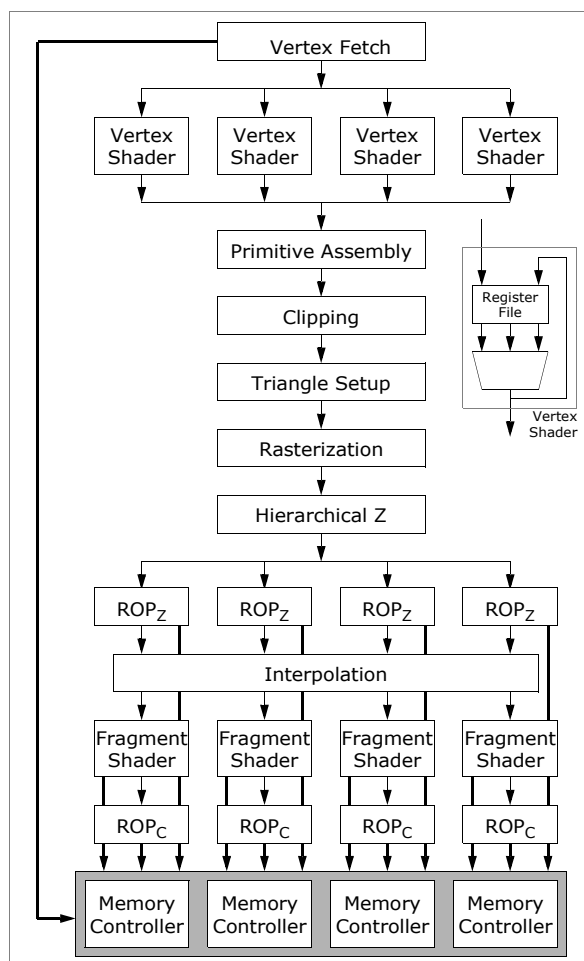 Vertex Fetch
Vertex
Shader
Vertex
Shader
Vertex
Shader
Vertex
Shader
Primitive Assembly
Clipping
Triangle Setup
Rasterization
Hierarchical Z
Register
File
Vertex
Shader
ROPZ
ROPZ
ROPZ
ROPZ
Interpolation
Fragment
Shader
Fragment
Shader
Fragment
Shader
Fragment
Shader
ROPC
ROPC
ROPC
ROPC
Memory
Controller
Memory
Controller
Memory
Controller
Memory
Controller